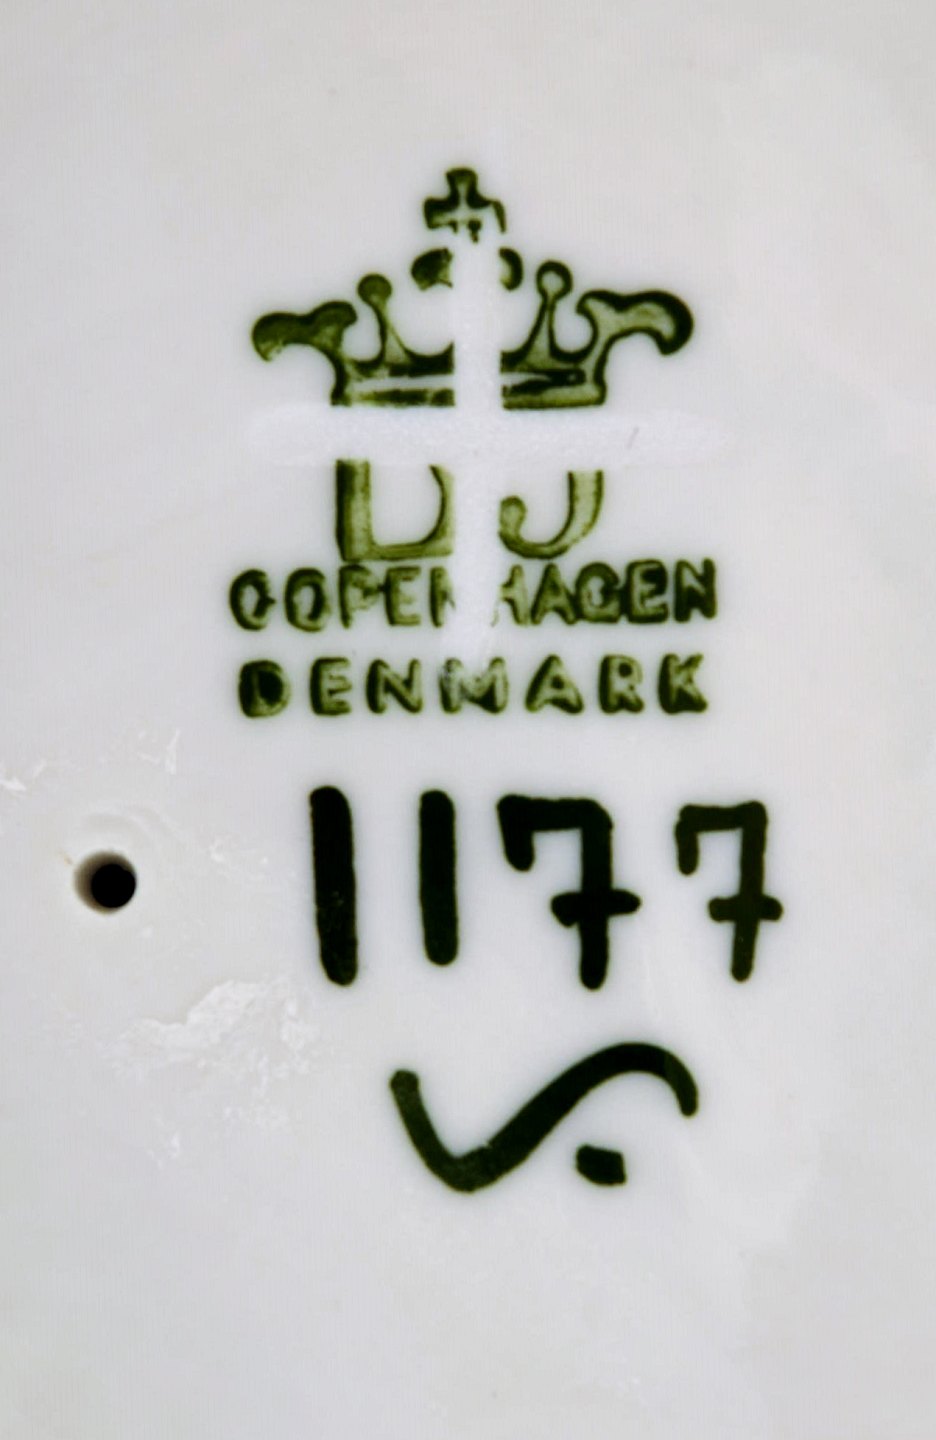 DJ
COPENHAGEN
DENMARK
1177